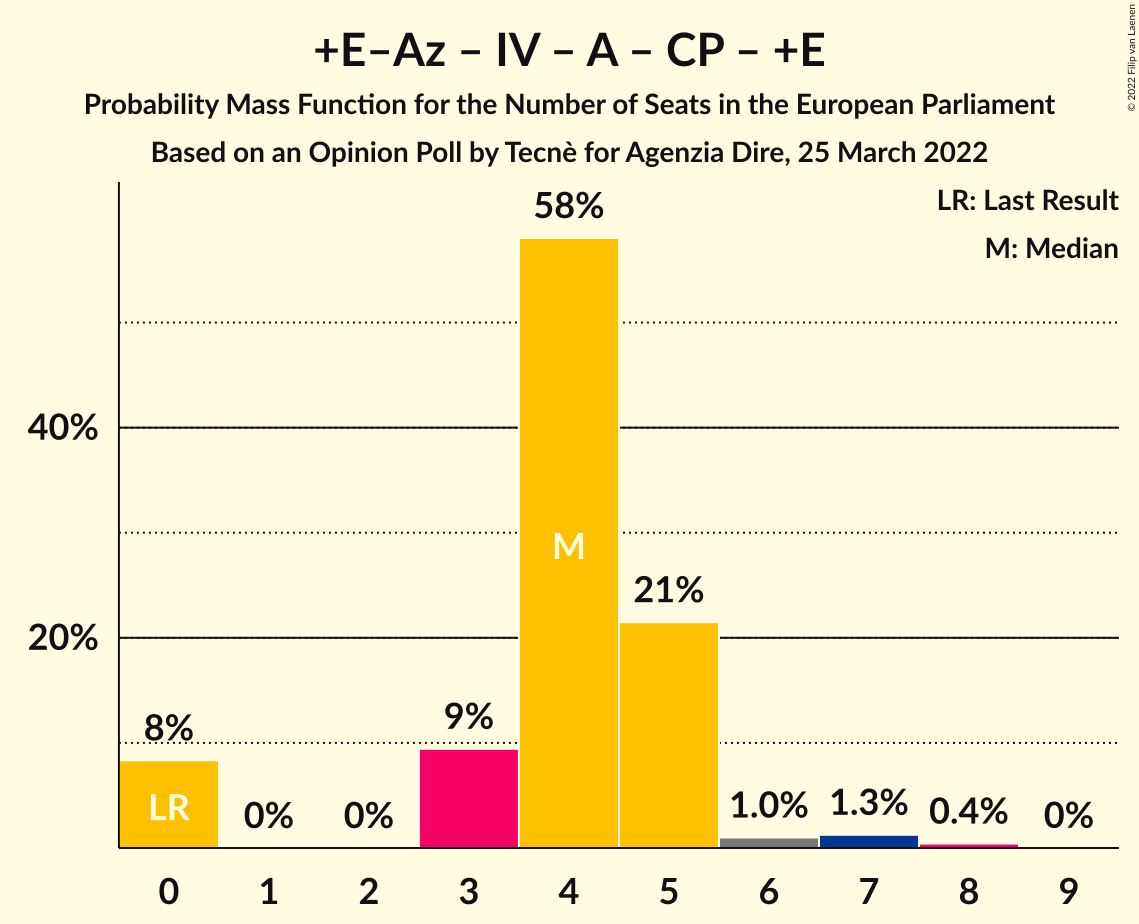 +E–Az – IV – A – CP – +E
Probability Mass Function for the Number of Seats in the European Parliament
Based on an Opinion Poll by Tecnè for Agenzia Dire, 25 March 2022
© 2022 Filip van Laenen
LR: Last Result
M: Median
58%
40%
M
21%
20%
9%
8%
LR
0%
0%
1.0%
1.3%
0.4%
0%
0 1 2 3 4 5 6 7 8 9